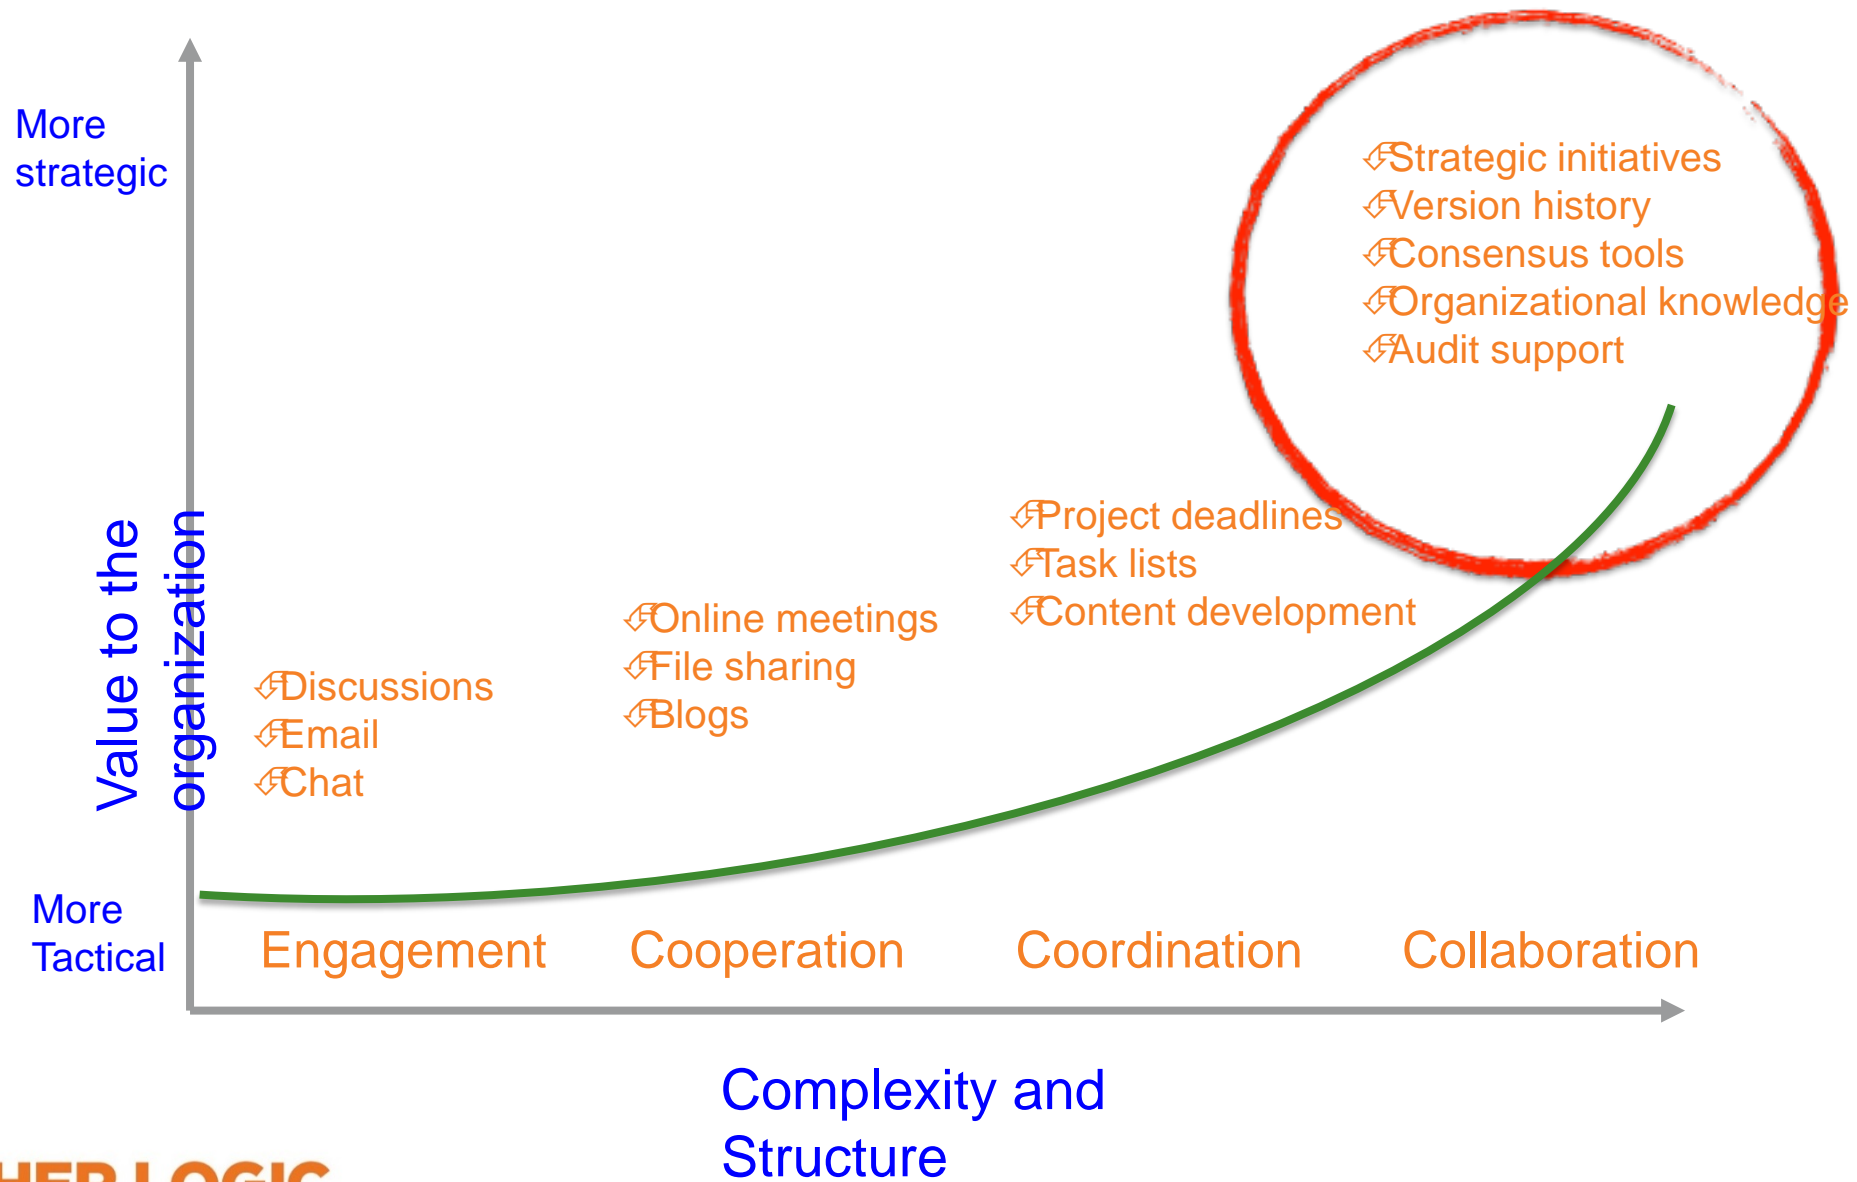 More
strategic
Strategic initiatives
Version history
Consensus tools
Organizational knowledge
Audit support
Value to the
organization
Project deadlines
Task lists
Content development
Online meetings
File sharing
Blogs
Discussions
Email
Chat
More
Tactical
Engagement
Cooperation
Coordination
Collaboration
Complexity and
Structure
LOGIC